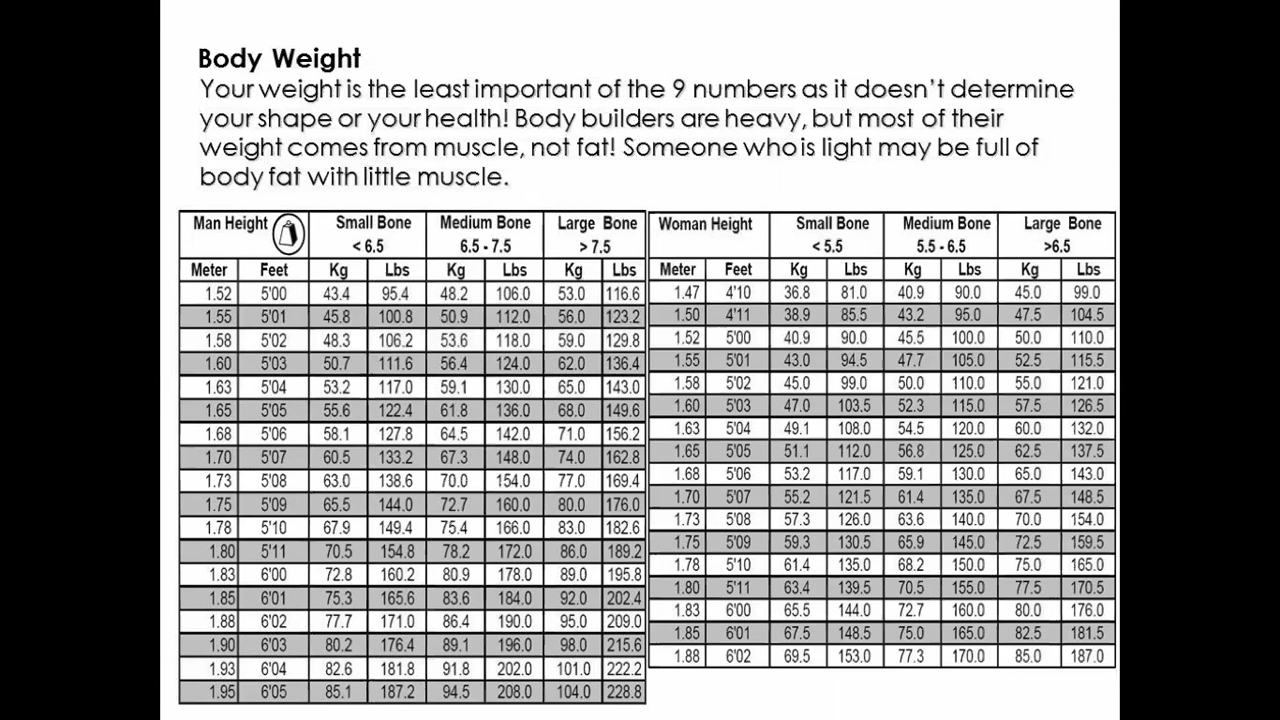 Body Weight
Your weight is the least important of the 9 numbers as it doesn't determine
your shape or your health! Body builders are heavy, but most of their
weight comes from muscle, not fat! Someone who is light may be full of
body fat with little muscle.
Man Height Small Bone Medium Bone Large Bone
< 6.5 6.5 - 7.5 > 7.5
Meter Feet Kg Lbs Kg Lbs Kg Lbs
1.52 5'00 43.4 95.4 48.2 106.0 53.0 116.6
1.55 5'01 45.8 100.8 50.9 112.0 56.0 123.2
1.58 5'02 48.3 106.2 53.6 118.0 59.0 129.8
1.60 5'03 50.7 111.6 56.4 124.0 62.0 136.4
1.63 5'04 53.2 117.0 59.1 130.0 65.0 143.0
1.65 5'05 55.6 122.4 61.8 136.0 68.0 149.6
1.68 5'06 58.1 127.8 64.5 142.0 71.0 156.2
1.70 5'07 60.5 133.2 67.3 148.0 74.0 162.8
1.73 5'08 63.0 138.6 70.0 154.0 77.0 169.4
1.75 5'09 65.5 144.0 72.7 160.0 80.0 176.0
1.78 5'10 67.9 149.4 75.4 166.0 83.0 182.6
1.80 5'11 70.5 154.8 78.2 172.0 86.0 189.2
1.83 6'00 72.8 160.2 80.9 178.0 89.0 195.8
1.85 6'01 75.3 165.6 83.6 184.0 92.0 202.4
1.88 6'02 77.7 171.0 86.4 190.0 95.0 209.0
1.90 6'03 80.2 176.4 89.1 196.0 98.0 215.6
1.93 6'04 82.6 181.8 91.8 202.0 101.0 222.2
1.95 6'05 85.1 187.2 94.5 208.0 104.0 228.8
Woman Height Small Bone Medium Bone Large Bone
< 5.5 5.5 - 6.5 >6.5
Meter Feet Kg Lbs Kg Lbs Kg Lbs
1.47 4'10 36.8 81.0 40.9 90.0 45.0 99.0
1.50 4'11 38.9 85.5 43.2 95.0 47.5 104.5
1.52 5'00 40.9 90.0 45.5 100.0 50.0 110.0
1.55 5'01 43.0 94.5 47.7 105.0 52.5 115.5
1.58 5'02 45.0 99.0 50.0 110.0 55.0 121.0
1.60 5'03 47.0 103.5 52.3 115.0 57.5 126.5
1.63 5'04 49.1 108.0 54.5 120.0 60.0 132.0
1.65 5'05 51.1 112.0 56.8 125.0 62.5 137.5
1.68 5'06 53.2 117.0 59.1 130.0 65.0 143.0
1.70 5'07 55.2 121.5 61.4 135.0 67.5 148.5
1.73 5'08 57.3 126.0 63.6 140.0 70.0 154.0
1.75 5'09 59.3 130.5 65.9 145.0 72.5 159.5
1.78 5'10 61.4 135.0 68.2 150.0 75.0 165.0
1.80 5'11 63.4 139.5 70.5 155.0 77.5 170.5
1.83 6'00 65.5 144.0 72.7 160.0 80.0 176.0
1.85 6'01 67.5 148.5 75.0 165.0 82.5 181.5
1.88 6'02 69.5 153.0 77.3 170.0 85.0 187.0